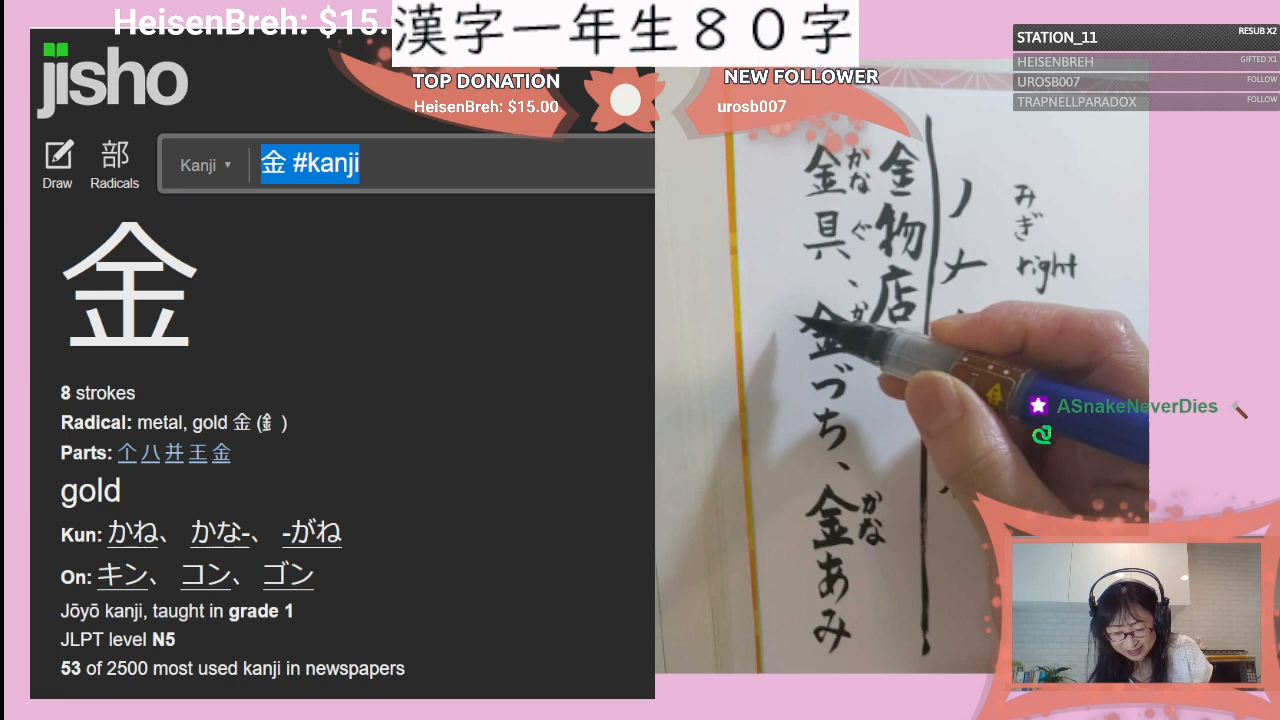 HeisenBreh: $15.
漢字一年生８０字
jisho
TOP DONATION
HeisenBreh: $15.00
NEW FOLLOWER
urosb007
STATION_11
RESUB X2
HEISENBREH
GIFTED X1
UROSB007
FOLLOW
TRAPNELLPARADOX
FOLLOW
部
Draw
Radicals
Kanji
金 #kanji
金
8 strokes
Radical: metal, gold 金 (釒)
Parts: 个 八 并 王 金
gold
Kun: かね、 かな-、 -がね
On: キン、 コン、 ゴン
Jōyō kanji, taught in grade 1
JLPT level N5
53 of 2500 most used kanji in newspapers
みぎ
right
ノ
ナ
金物店
金具、金づち、金あみ
かな
ぐ
か
かな
ASnakeNeverDies